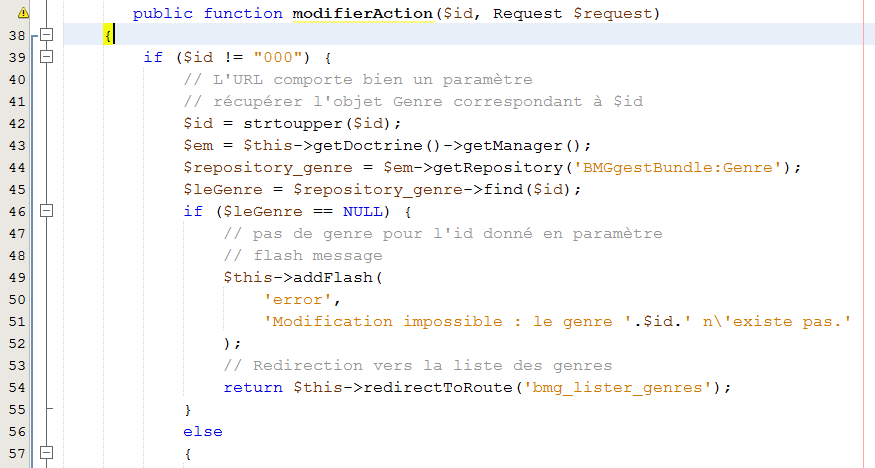 public function modifierAction($id, Request $request)
38 {
39 if ($id != "000") {
40 // L'URL comporte bien un paramètre
41 // récupérer l'objet Genre correspondant à $id
42 $id = strtoupper($id);
43 $em = $this->getDoctrine()->getManager();
44 $repository_genre = $em->getRepository('BMGgestBundle:Genre');
45 $leGenre = $repository_genre->find($id);
46 if ($leGenre == NULL) {
47 // pas de genre pour l'id donné en paramètre
48 // flash message
49 $this->addFlash(
50 'error',
51 'Modification impossible : le genre '.$id.' n\'existe pas.'
52 );
53 // Redirection vers la liste des genres
54 return $this->redirectToRoute('bmg_lister_genres');
55 }
56 else
57 {